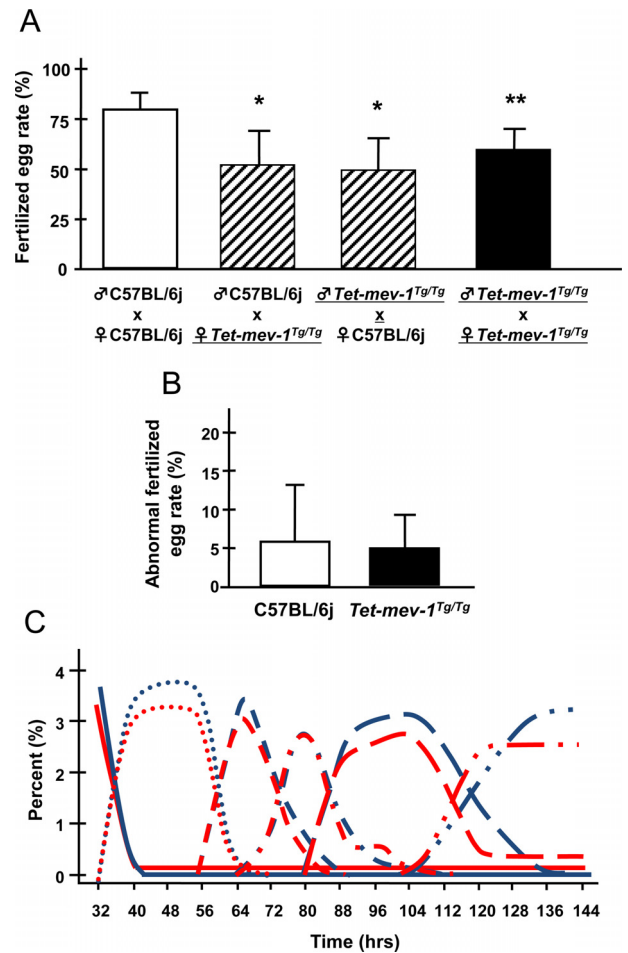 A
Fertilized egg rate (%)
100
75
50
25
0
* * **
♂C57BL/6j ♂C57BL/6j ♂Tet-mev-1Tg/Tg ♂Tet-mev-1Tg/Tg
x x x x
♀C57BL/6j ♀Tet-mev-1Tg/Tg ♀C57BL/6j ♀Tet-mev-1Tg/Tg
B
Abnormal fertilized
egg rate (%)
20
15
10
5
0
C57BL/6j Tet-mev-1Tg/Tg
C
Percent (%)
4
3
2
1
0
32 40 48 56 64 72 80 88 96 104 112 120 128 136 144
Time (hrs)